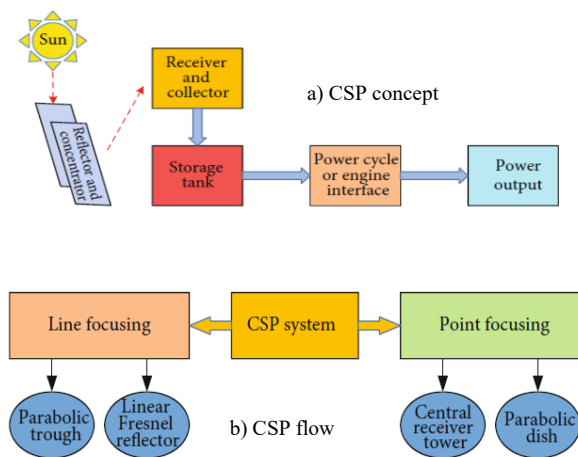 Sun
Receiver
and
collector
a) CSP concept
Reflector and
concentrator
Storage
tank
Power cycle
or engine
interface
Power
output
Line focusing
CSP system
Point focusing
Parabolic
trough
Linear
Fresnel
reflector
Central
receiver
tower
Parabolic
dish
b) CSP flow